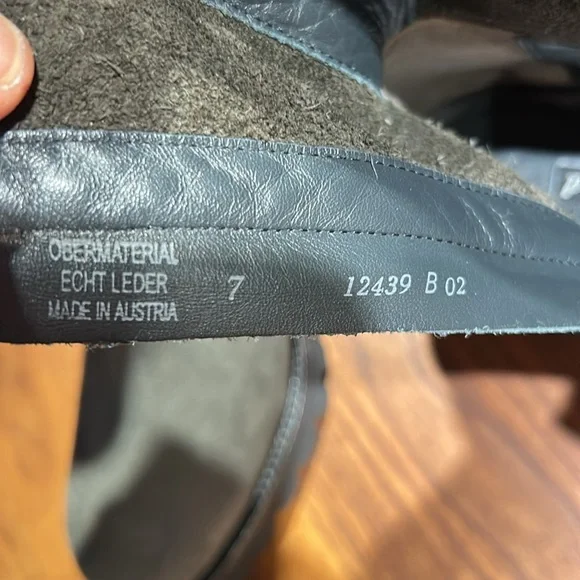 OBERMATERIAL
ECHT LEDER
MADE IN AUSTRIA
7
12439 B 02